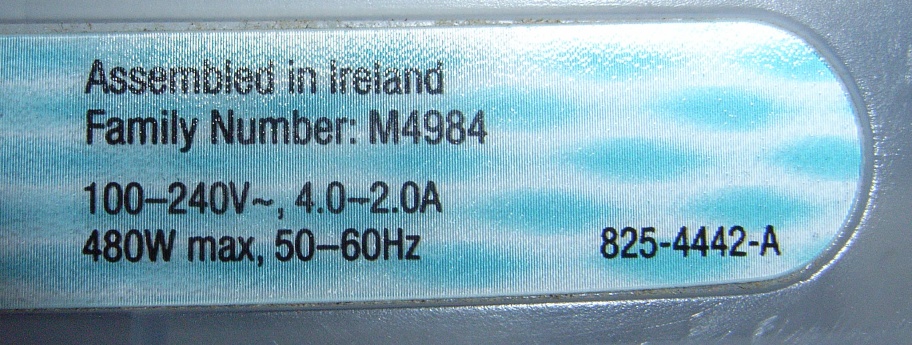 Assembled in Ireland
Family Number: M4984
100–240V~, 4.0–2.0A
480W max, 50–60Hz
825-4442-A